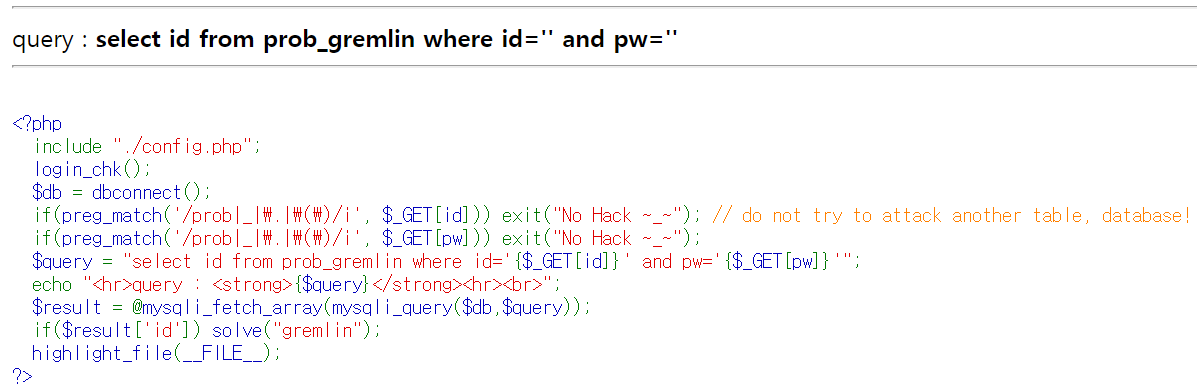 query : select id from prob_gremlin where id='' and pw=''
<?php
include "./config.php";
login_chk();
$db = dbconnect();
if(preg_match('/prob|_|₩.|₩(₩)/i', $_GET[id])) exit("No Hack ~_~"); // do not try to attack another table, database!
if(preg_match('/prob|_|₩.|₩(₩)/i', $_GET[pw])) exit("No Hack ~_~");
$query = "select id from prob_gremlin where id='{$_GET[id]}' and pw='{$_GET[pw]}'";
echo "<hr>query : <strong>{$query}</strong><hr><br>";
$result = @mysqli_fetch_array(mysqli_query($db,$query));
if($result['id']) solve("gremlin");
highlight_file(__FILE__);
?>